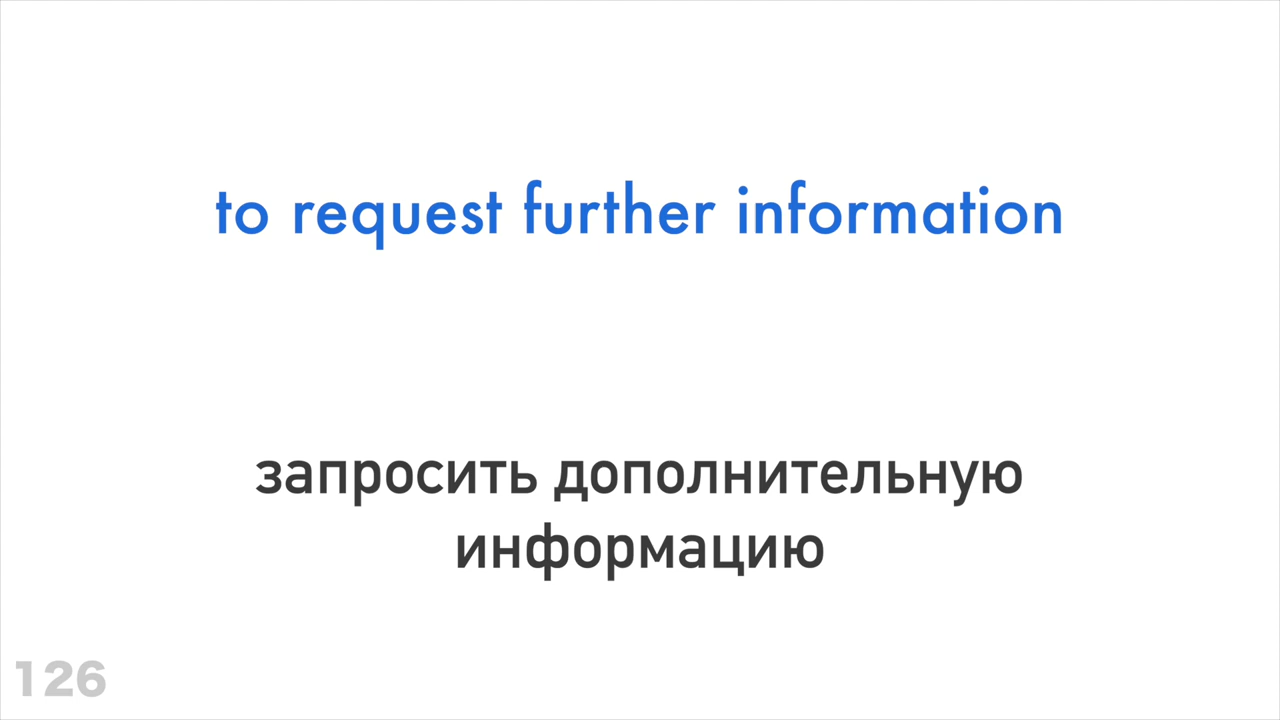 to request further information
запросить дополнительную
информацию
126